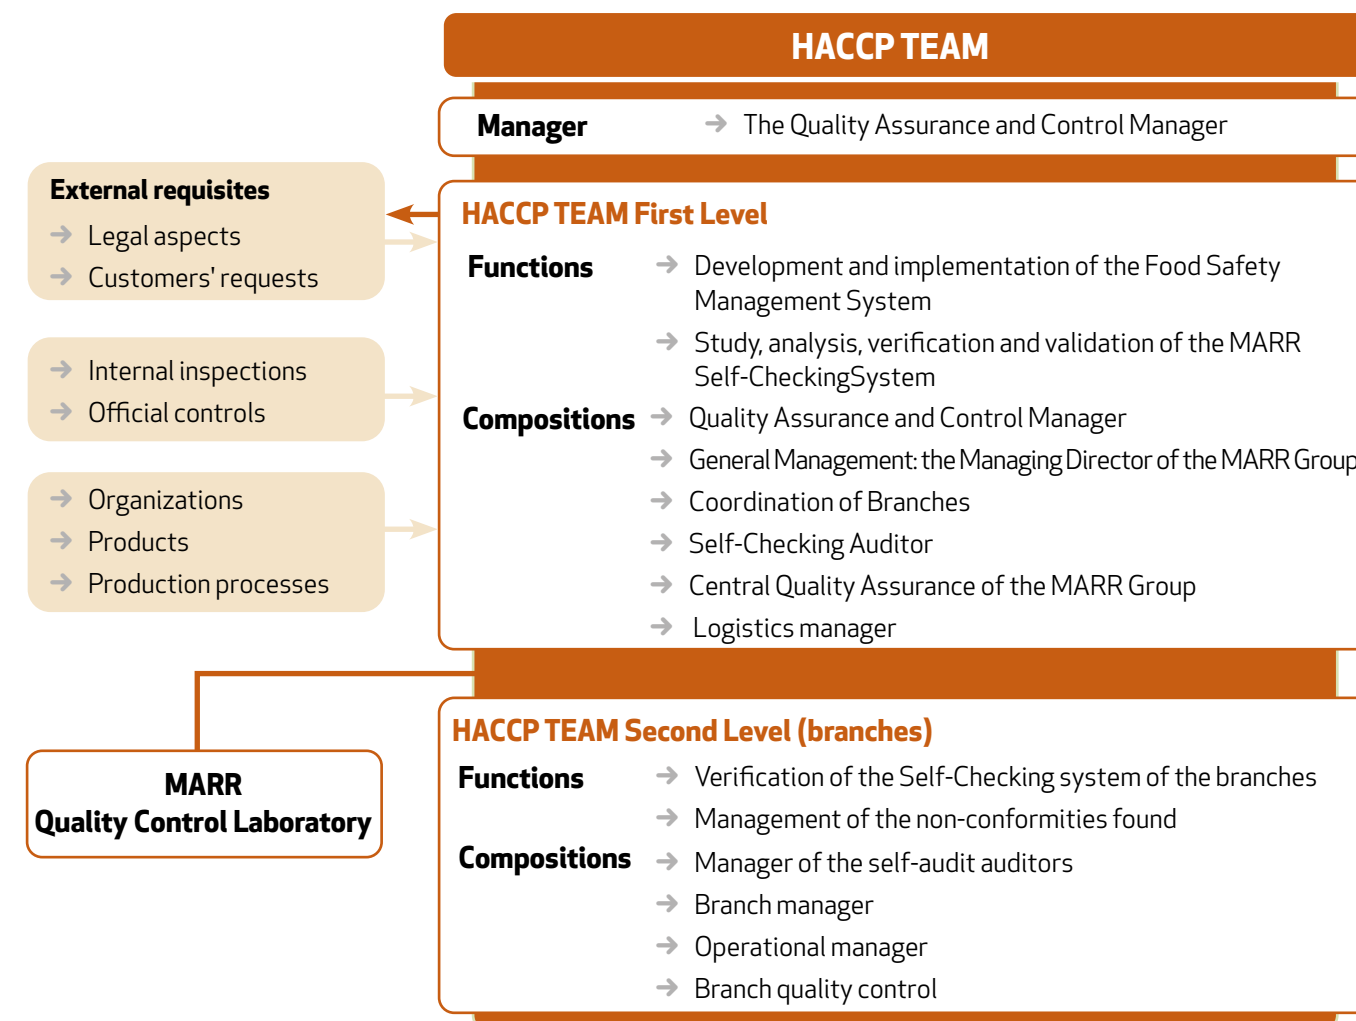 HACCP TEAM
Manager
The Quality Assurance and Control Manager
External requisites
Legal aspects
Customers' requests
Internal inspections
Official controls
Organizations
Products
Production processes
HACCP TEAM First Level
Functions
Development and implementation of the Food Safety
Management System
Study, analysis, verification and validation of the MARR
Self-CheckingSystem
Compositions
Quality Assurance and Control Manager
General Management: the Managing Director of the MARR Group
Coordination of Branches
Self-Checking Auditor
Central Quality Assurance of the MARR Group
Logistics manager
MARR
Quality Control Laboratory
HACCP TEAM Second Level (branches)
Functions
Verification of the Self-Checking system of the branches
Management of the non-conformities found
Compositions
Manager of the self-audit auditors
Branch manager
Operational manager
Branch quality control